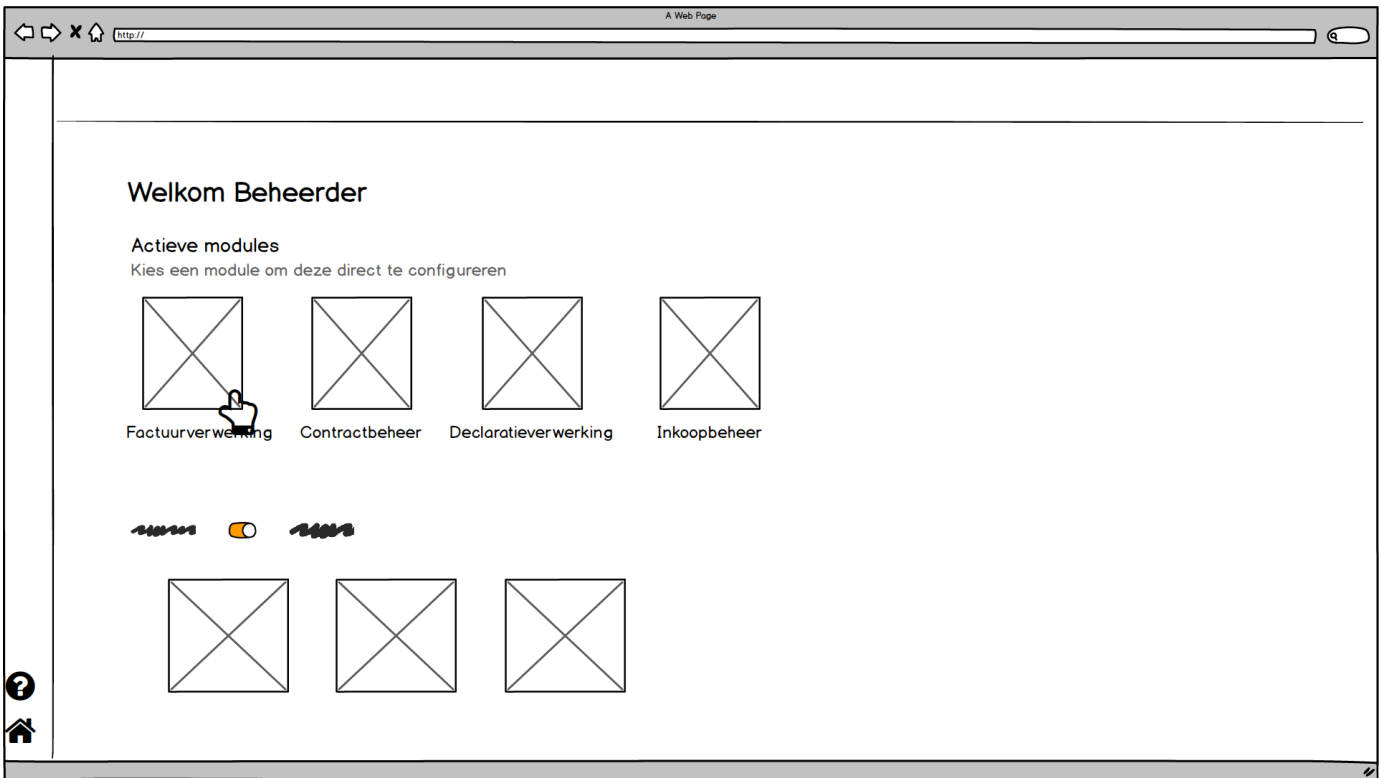 A Web Page
http://
Welkom Beheerder
Actieve modules
Kies een module om deze direct te configureren
Factuurverwerking Contractbeheer Declaratieverwerking Inkoopbeheer
?